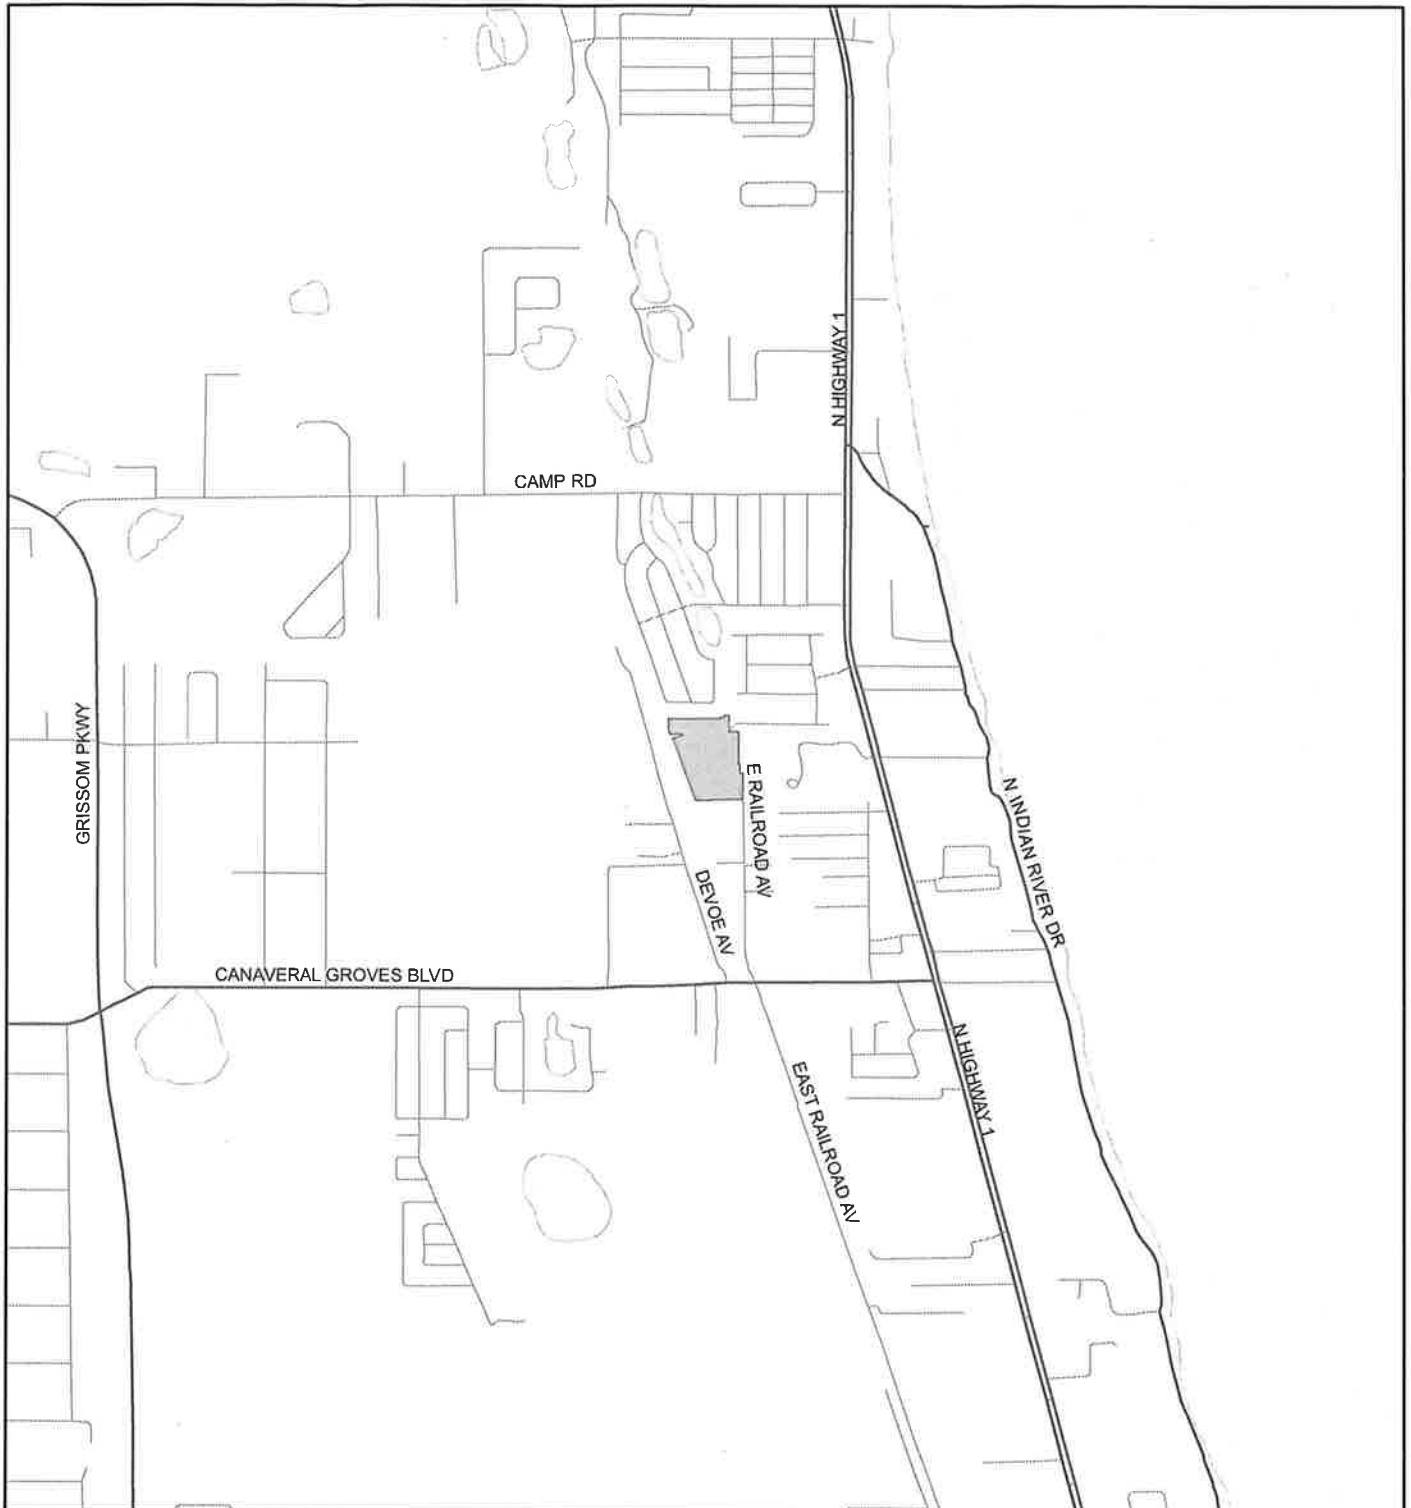 N HIGHWAY 1
CAMP RD
GRISSOM PKWY
E RAILROAD AV
N INDIAN RIVER DR
DEVOE AV
CANAVERAL GROVES BLVD
N HIGHWAY 1
EAST RAILROAD AV